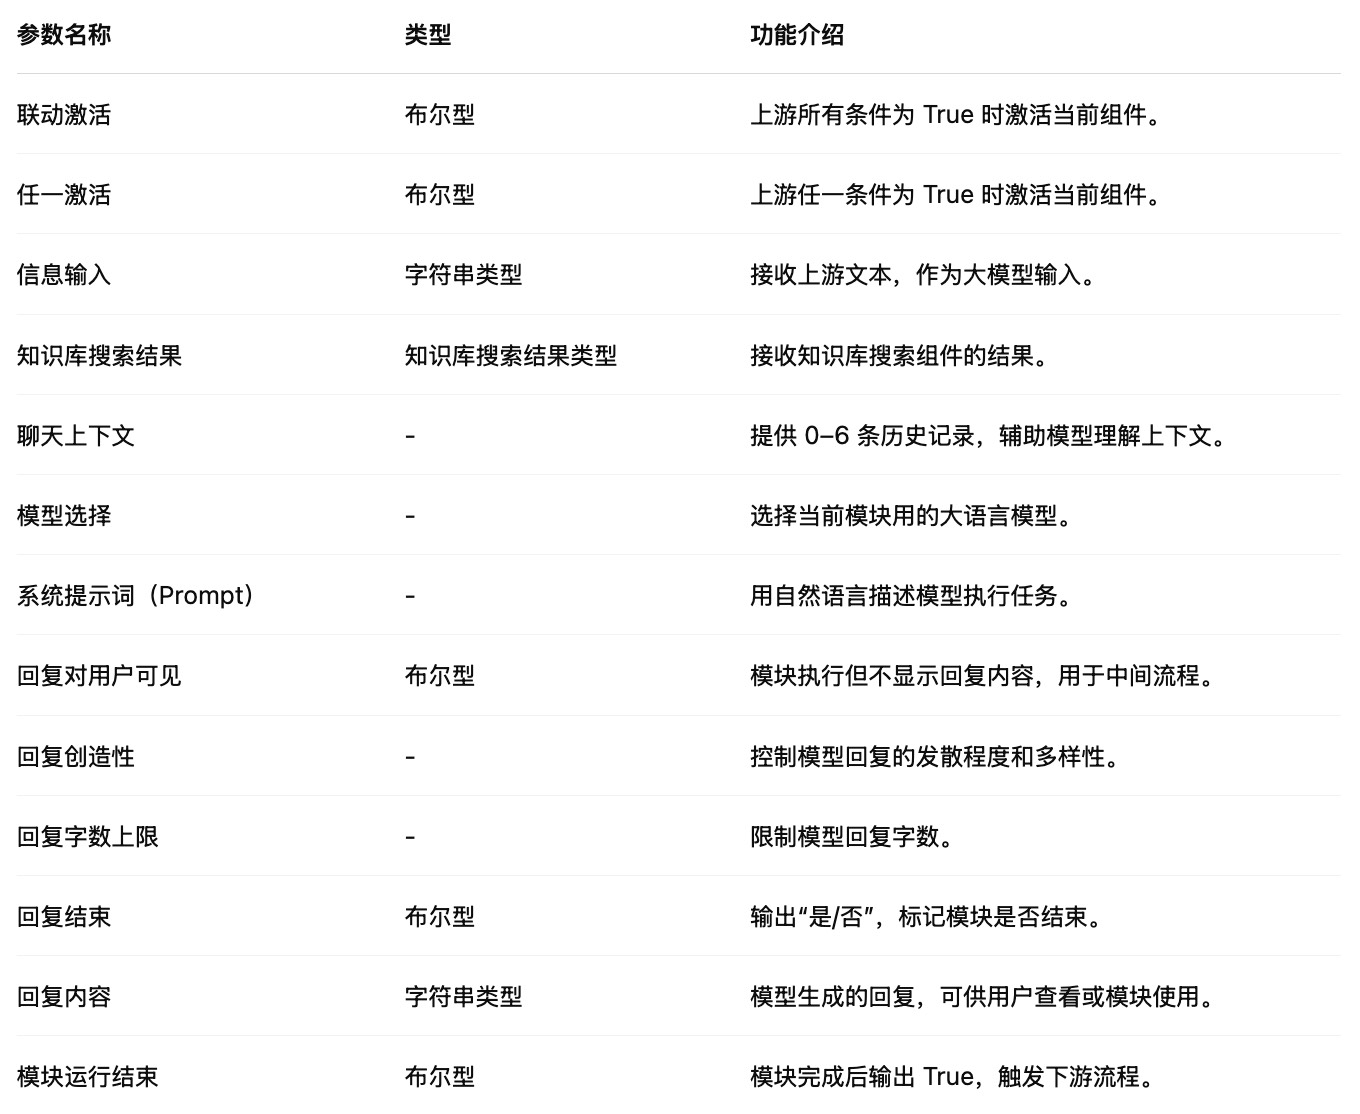 参数名称 类型 功能介绍
联动激活 布尔型 上游所有条件为 True 时激活当前组件。
任一激活 布尔型 上游任一条件为 True 时激活当前组件。
信息输入 字符串类型 接收上游文本，作为大模型输入。
知识库搜索结果 知识库搜索结果类型 接收知识库搜索组件的结果。
聊天上下文 - 提供 0–6 条历史记录，辅助模型理解上下文。
模型选择 - 选择当前模块用的大语言模型。
系统提示词（Prompt） - 用自然语言描述模型执行任务。
回复对用户可见 布尔型 模块执行但不显示回复内容，用于中间流程。
回复创造性 - 控制模型回复的发散程度和多样性。
回复字数上限 - 限制模型回复字数。
回复结束 布尔型 输出“是/否”，标记模块是否结束。
回复内容 字符串类型 模型生成的回复，可供用户查看或模块使用。
模块运行结束 布尔型 模块完成后输出 True，触发下游流程。